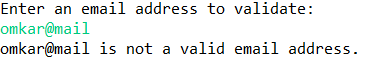 Enter an email address to validate:
omkar@mail
omkar@mail is not a valid email address.